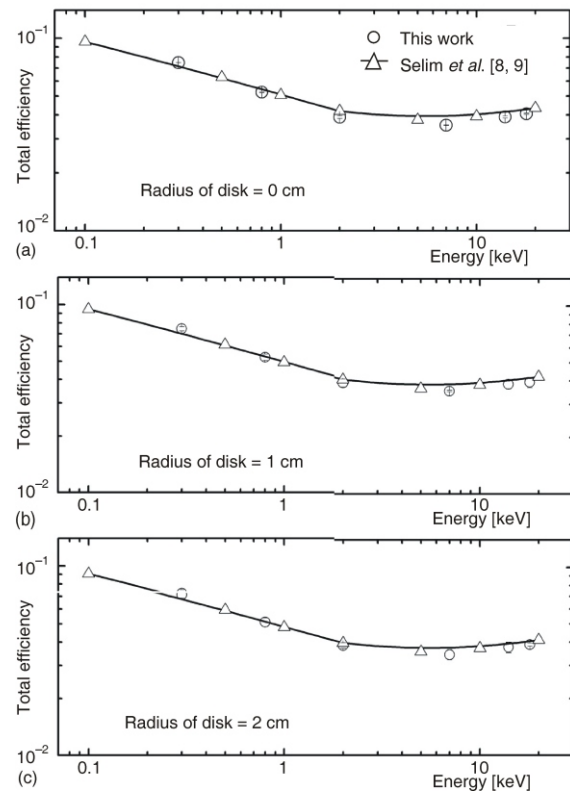 10⁻¹
This work
Selim et al. [8, 9]
Total efficiency
Radius of disk = 0 cm
10⁻²
(a)
0.1
1
10
Energy [keV]
10⁻¹
Total efficiency
Radius of disk = 1 cm
10⁻²
(b)
0.1
1
10
Energy [keV]
10⁻¹
Total efficiency
Radius of disk = 2 cm
10⁻²
(c)
0.1
1
10
Energy [keV]